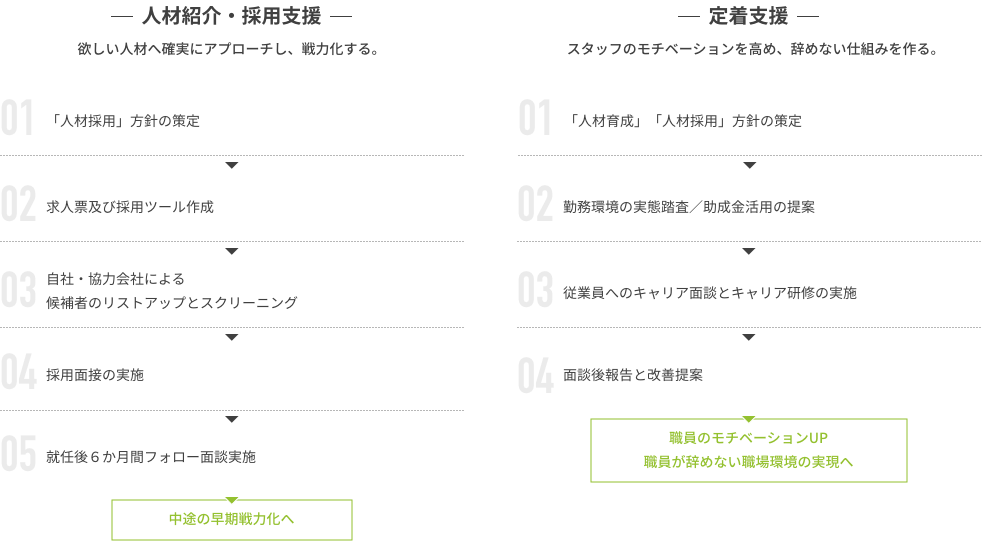 人材紹介・採用支援
欲しい人材へ確実にアプローチし、戦力化する。
01
「人材採用」方針の策定
02
求人票及び採用ツール作成
03
自社・協力会社による
候補者のリストアップとスクリーニング
04
採用面接の実施
05
就任後６か月間フォロー面談実施
中途の早期戦力化へ
定着支援
スタッフのモチベーションを高め、辞めない仕組みを作る。
01
「人材育成」「人材採用」方針の策定
02
勤務環境の実態踏査／助成金活用の提案
03
従業員へのキャリア面談とキャリア研修の実施
04
面談後報告と改善提案
職員のモチベーションUP
職員が辞めない職場環境の実現へ